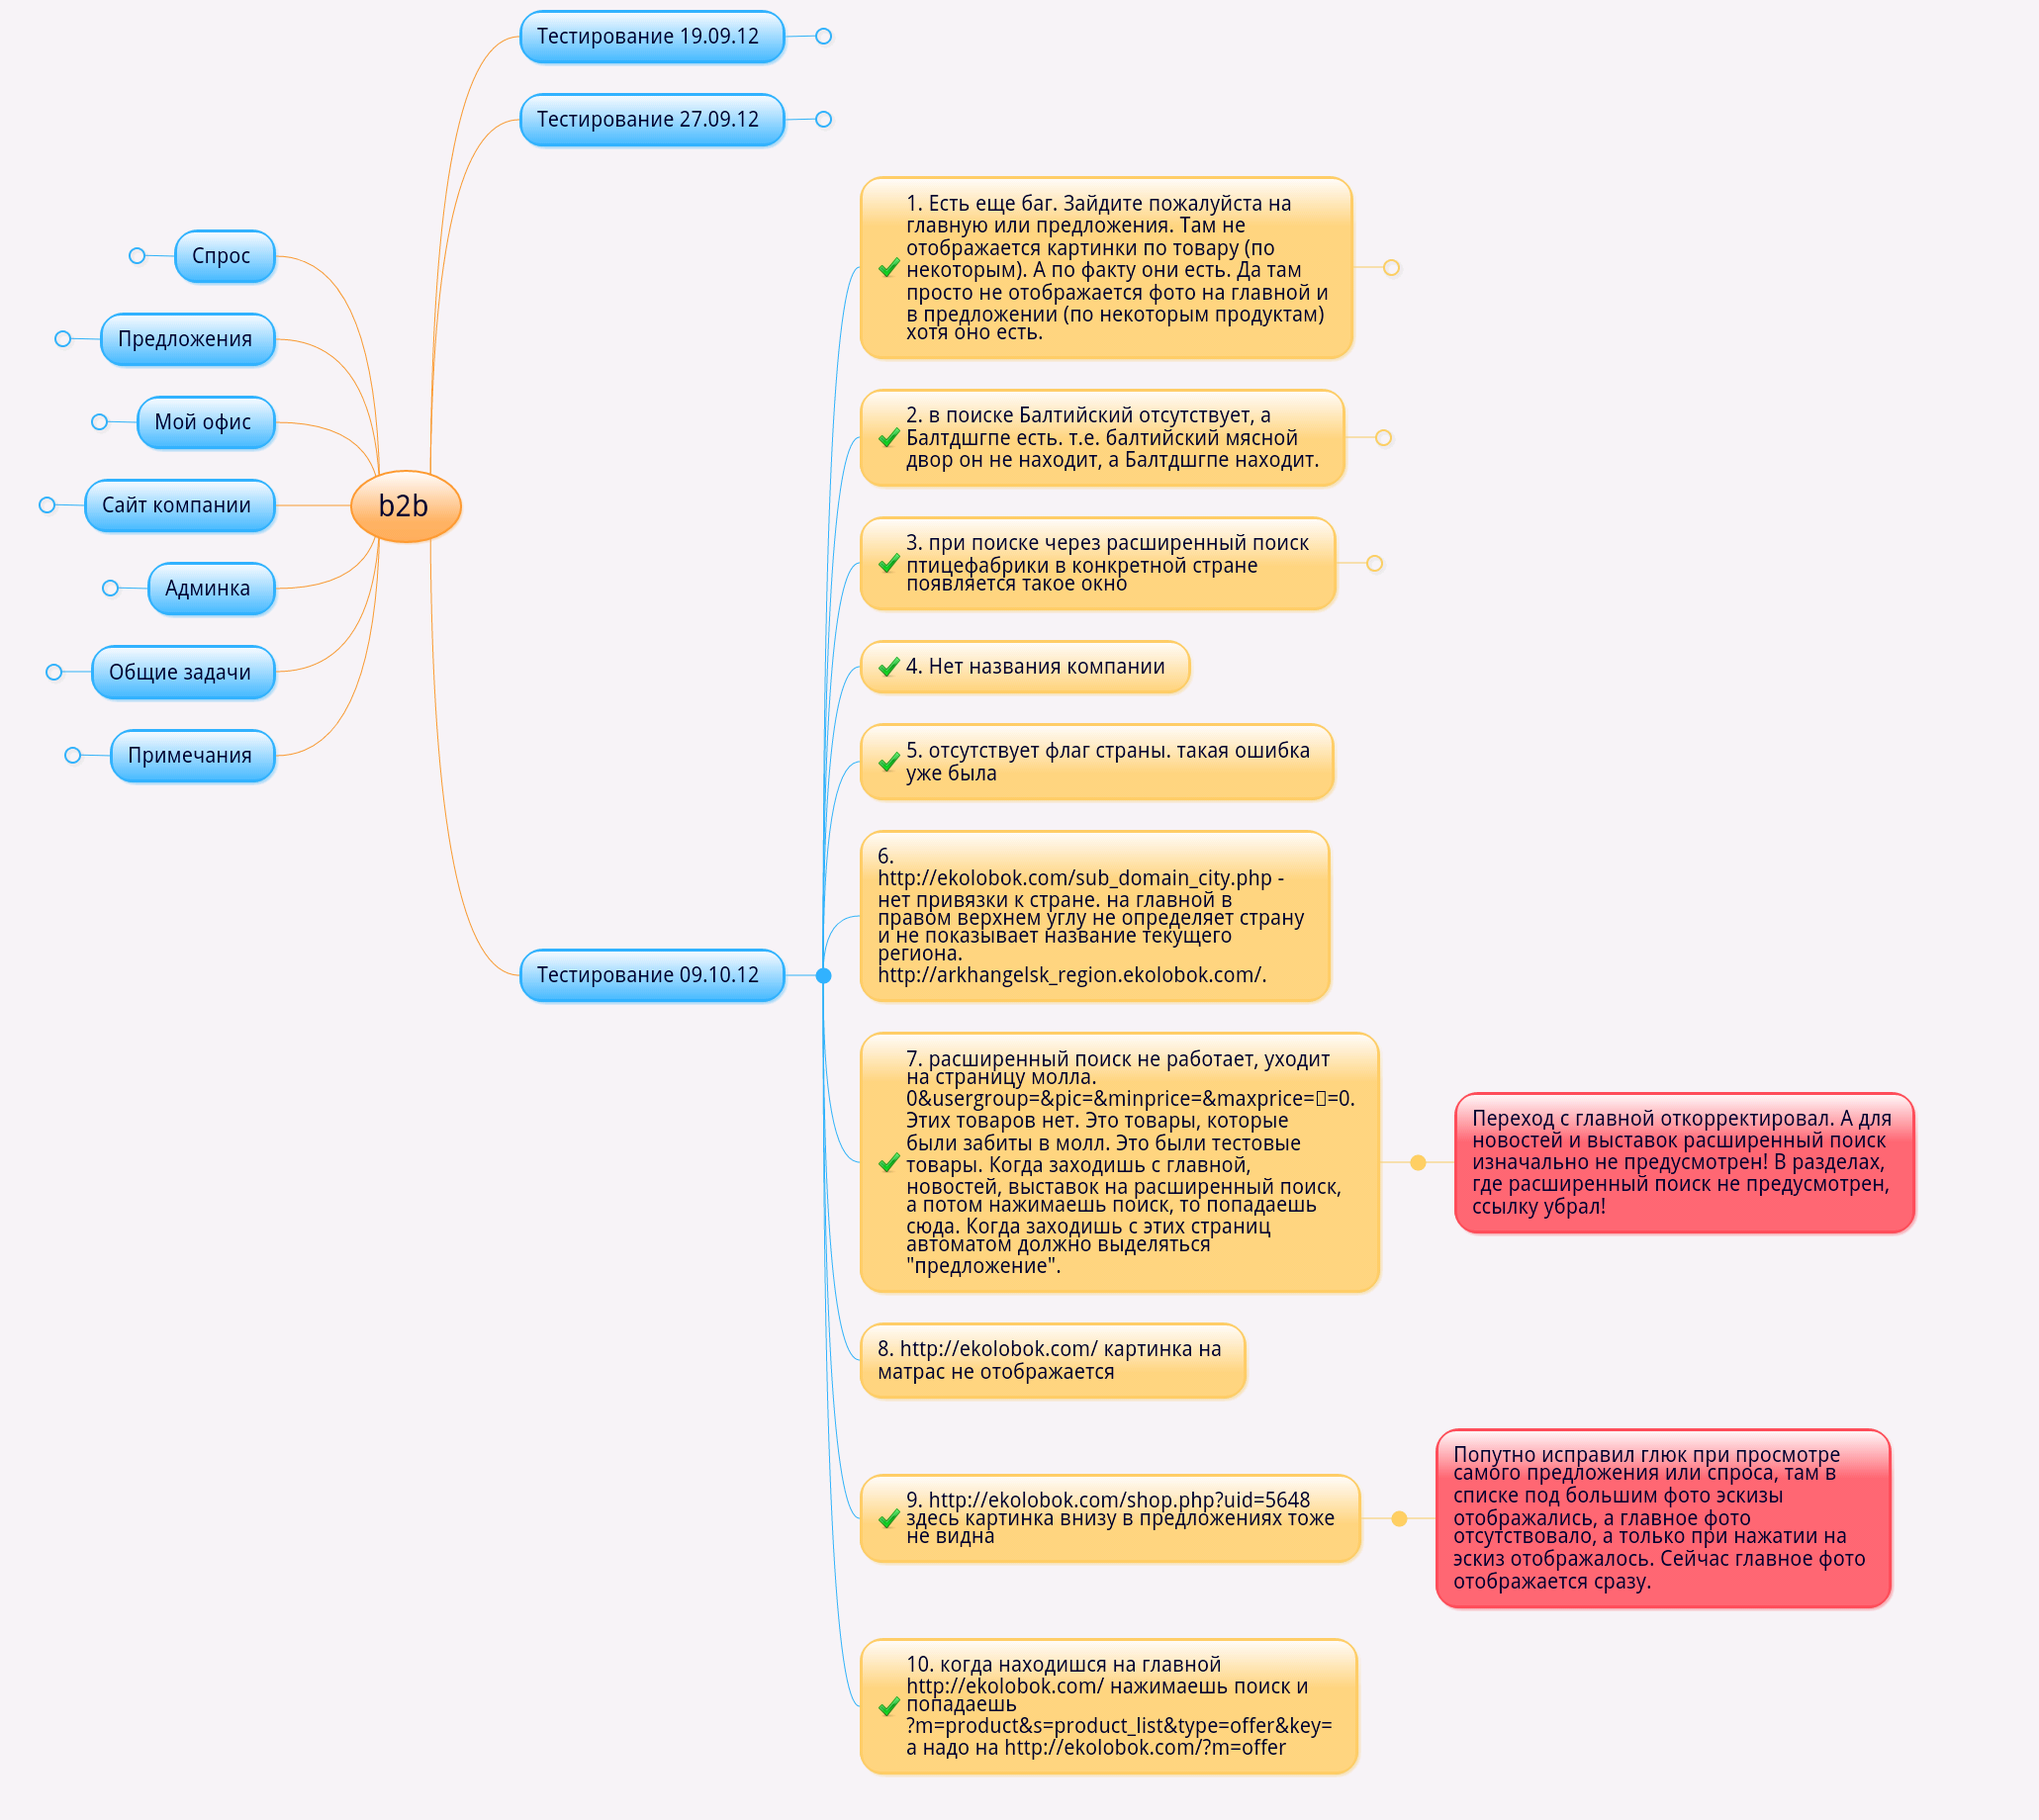 Тестирование 19.09.12
Тестирование 27.09.12
Спрос
Предложения
Мой офис
Сайт компании
Админка
Общие задачи
Примечания
b2b
Тестирование 09.10.12
1. Есть еще баг. Зайдите пожалуйста на
главную или предложения. Там не
отображается картинки по товару (по
некоторым). А по факту они есть. Да там
просто не отображается фото на главной и
в предложении (по некоторым продуктам)
хотя оно есть.
2. в поиске Балтийский отсутствует, а
Балтдшгпе есть. т.е. балтийский мясной
двор он не находит, а Балтдшгпе находит.
3. при поиске через расширенный поиск
птицефабрики в конкретной стране
появляется такое окно
4. Нет названия компании
5. отсутствует флаг страны. такая ошибка
уже была
6.
http://ekolobok.com/sub_domain_city.php -
нет привязки к стране. на главной в
правом верхнем углу не определяет страну
и не показывает название текущего
региона.
http://arkhangelsk_region.ekolobok.com/.
7. расширенный поиск не работает, уходит
на страницу молла.
0&usergroup=&pic=&minprice=&maxprice=▯=0.
Этих товаров нет. Это товары, которые
были забиты в молл. Это были тестовые
товары. Когда заходишь с главной,
новостей, выставок на расширенный поиск,
а потом нажимаешь поиск, то попадаешь
сюда. Когда заходишь с этих страниц
автоматом должно выделяться
"предложение".
Переход с главной откорректировал. А для
новостей и выставок расширенный поиск
изначально не предусмотрен! В разделах,
где расширенный поиск не предусмотрен,
ссылку убрал!
8. http://ekolobok.com/ картинка на
матрас не отображается
9. http://ekolobok.com/shop.php?uid=5648
здесь картинка внизу в предложениях тоже
не видна
Попутно исправил глюк при просмотре
самого предложения или спроса, там в
списке под большим фото эскизы
отображались, а главное фото
отсутствовало, а только при нажатии на
эскиз отображалось. Сейчас главное фото
отображается сразу.
10. когда находишся на главной
http://ekolobok.com/ нажимаешь поиск и
попадаешь
?m=product&s=product_list&type=offer&key=
а надо на http://ekolobok.com/?m=offer